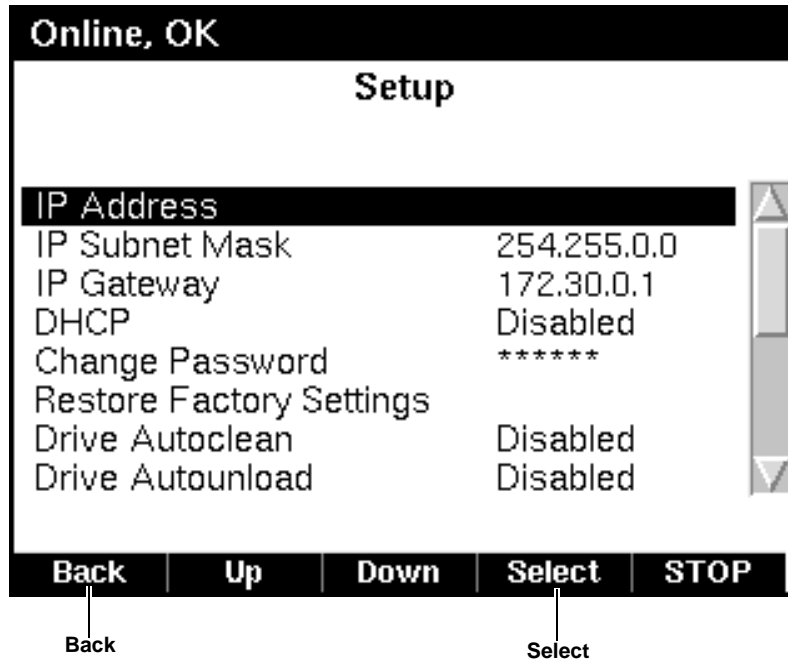 Online, OK
Setup
IP Address
IP Subnet Mask 254.255.0.0
IP Gateway 172.30.0.1
DHCP Disabled
Change Password ******
Restore Factory Settings
Drive Autoclean Disabled
Drive Autounload Disabled
Back Up Down Select STOP
Back Select